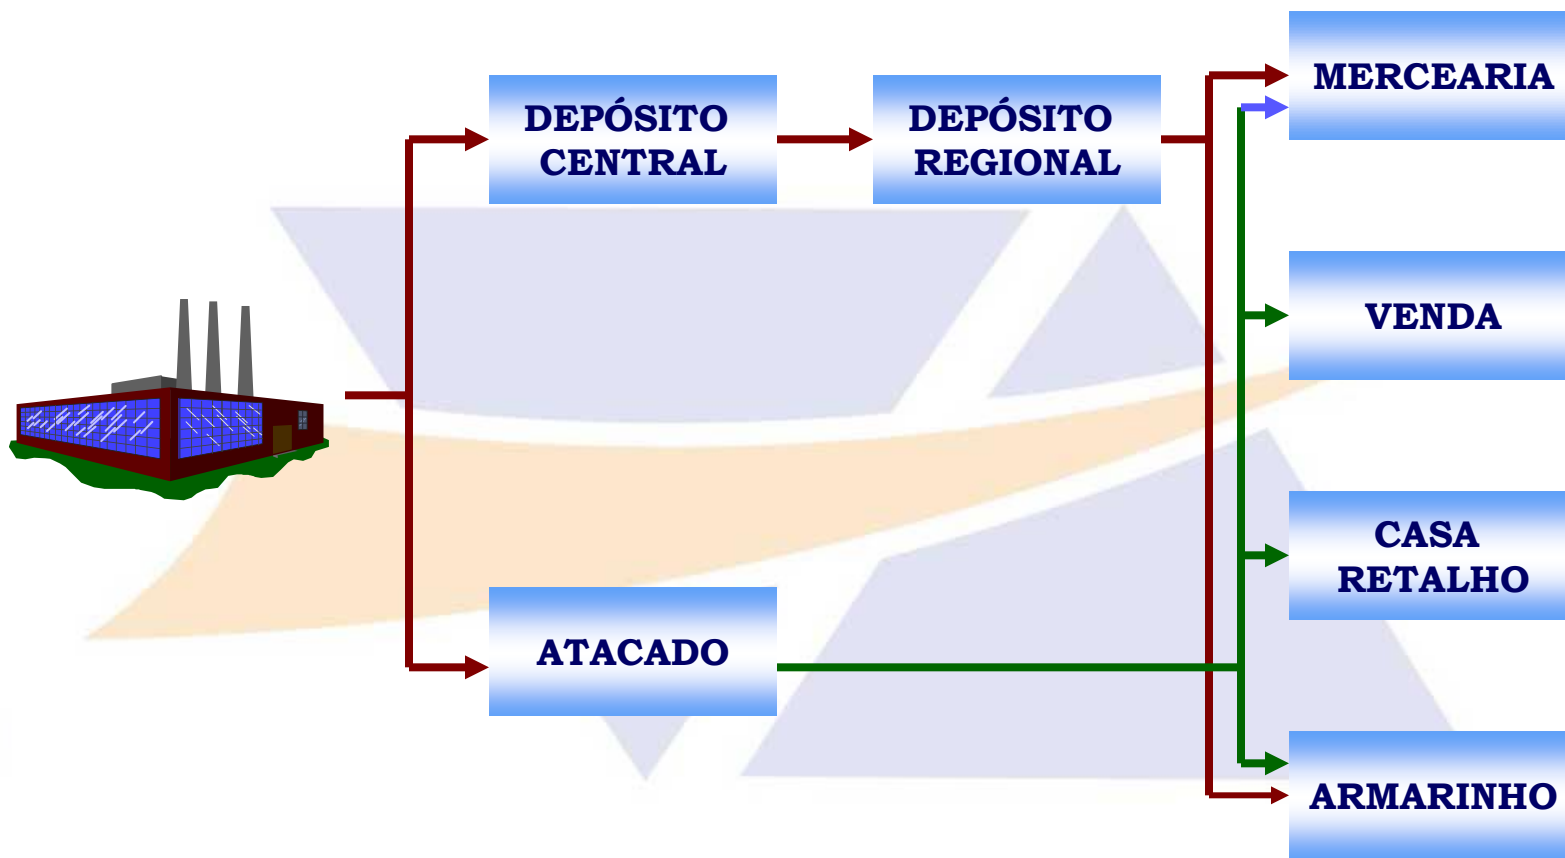 DEPÓSITO
CENTRAL
DEPÓSITO
REGIONAL
MERCEARIA
VENDA
CASA
RETALHO
ATACADO
ARMARINHO